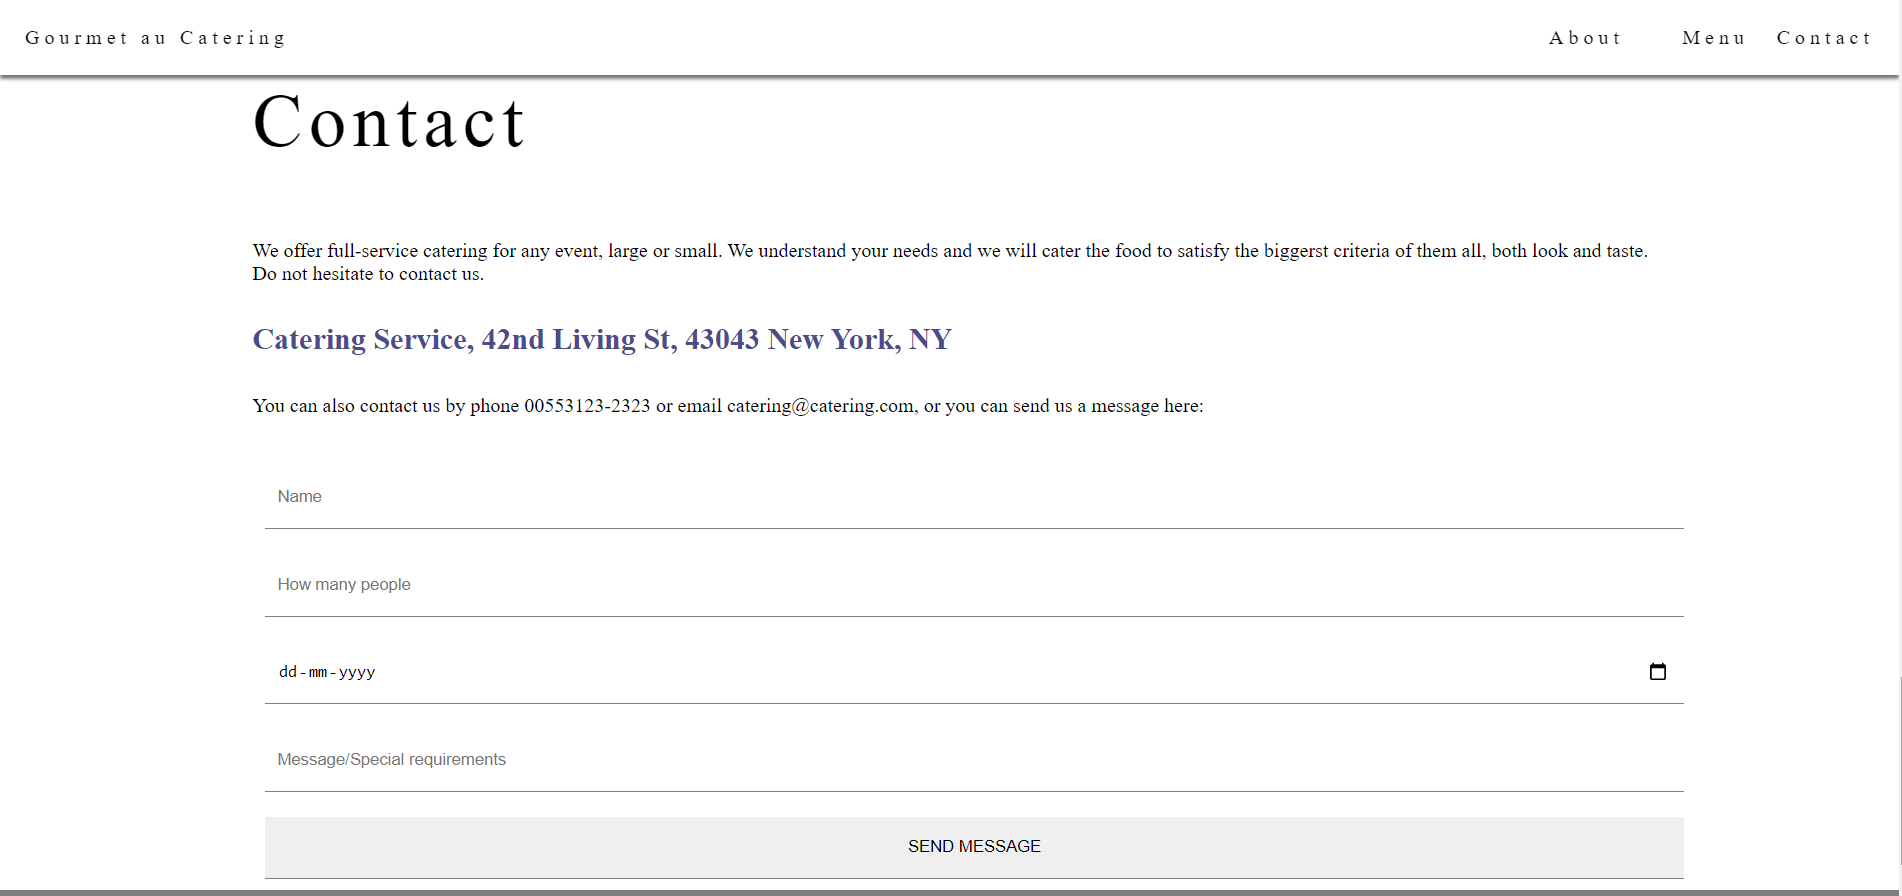 Gourmet au Catering About Menu Contact
Contact
We offer full-service catering for any event, large or small. We understand your needs and we will cater the food to satisfy the biggerst criteria of them all, both look and taste.
Do not hesitate to contact us.
Catering Service, 42nd Living St, 43043 New York, NY
You can also contact us by phone 00553123-2323 or email catering@catering.com, or you can send us a message here:
Name
How many people
dd-mm-yyyy
Message/Special requirements
SEND MESSAGE